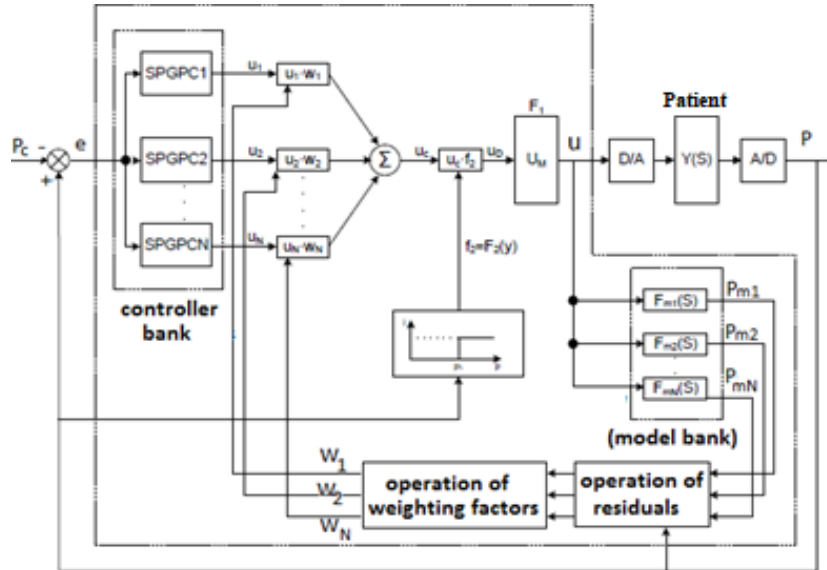 Pc
-
+
e
SPGPC1
SPGPC2
SPGPCN
controller
bank
u1
u2
uN
u1·w1
u2·w2
uN·wN
Σ
uc
uc·f2
uD
F1
UM
u
D/A
Patient
Y(S)
A/D
P
f2=F2(y)
Fm1(S)
Fm2(S)
FmN(S)
Pm1
Pm2
PmN
(model bank)
W1
W2
WN
operation of
weighting factors
operation of
residuals